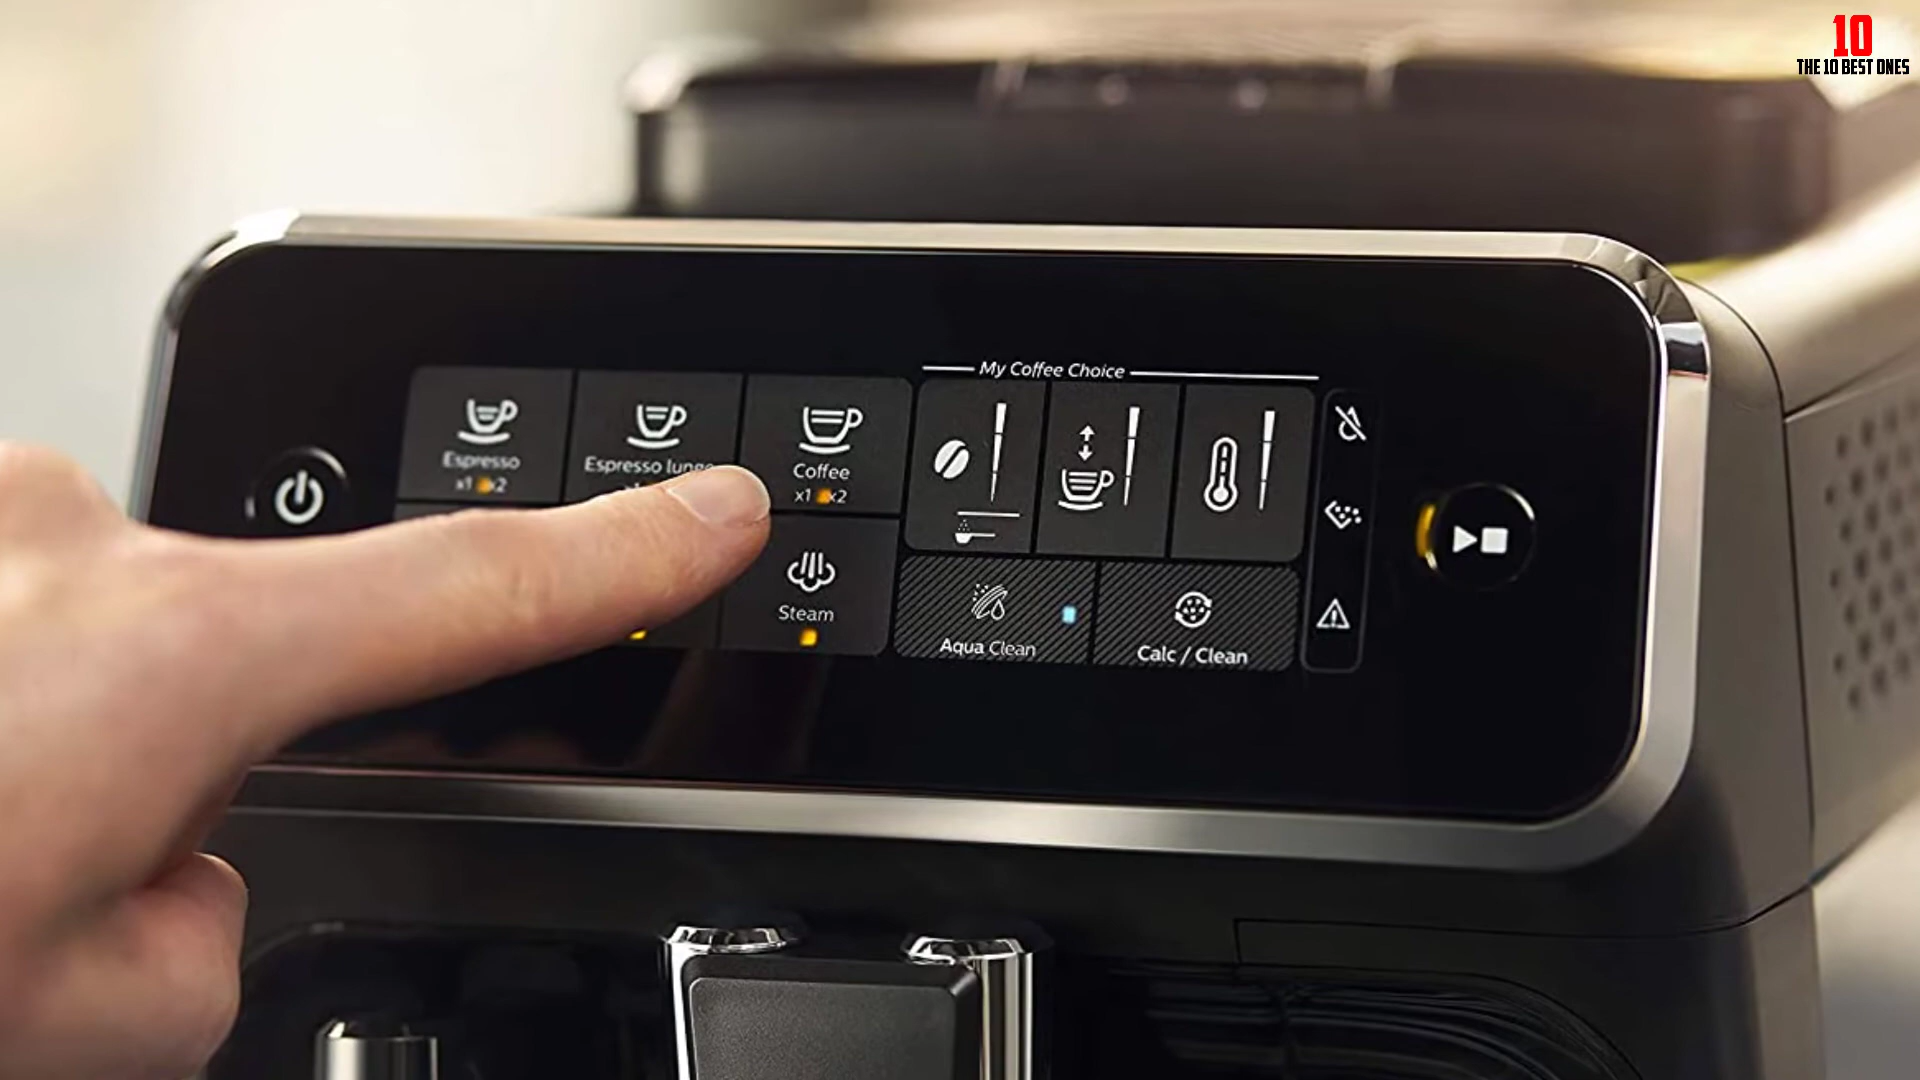 10
THE 10 BEST ONES
My Coffee Choice
Espresso
x1 x2
Espresso lungo
Coffee
x1 x2
Steam
Aqua Clean
Calc / Clean